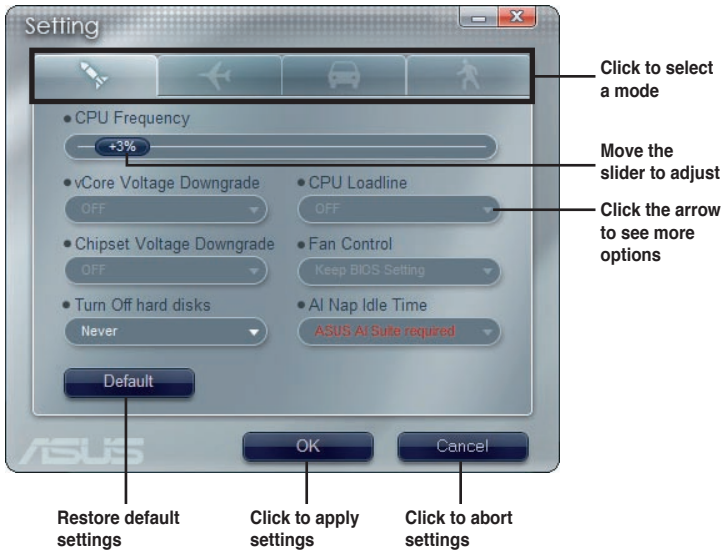 Setting
Click to select
a mode
CPU Frequency
+3%
Move the
slider to adjust
vCore Voltage Downgrade
CPU Loadline
OFF
OFF
Click the arrow
to see more
options
Chipset Voltage Downgrade
Fan Control
OFF
Keep BIOS Setting
Turn Off hard disks
AI Nap Idle Time
Never
ASUS AI Suite required
Default
ASUS
OK
Cancel
Restore default
settings
Click to apply
settings
Click to abort
settings